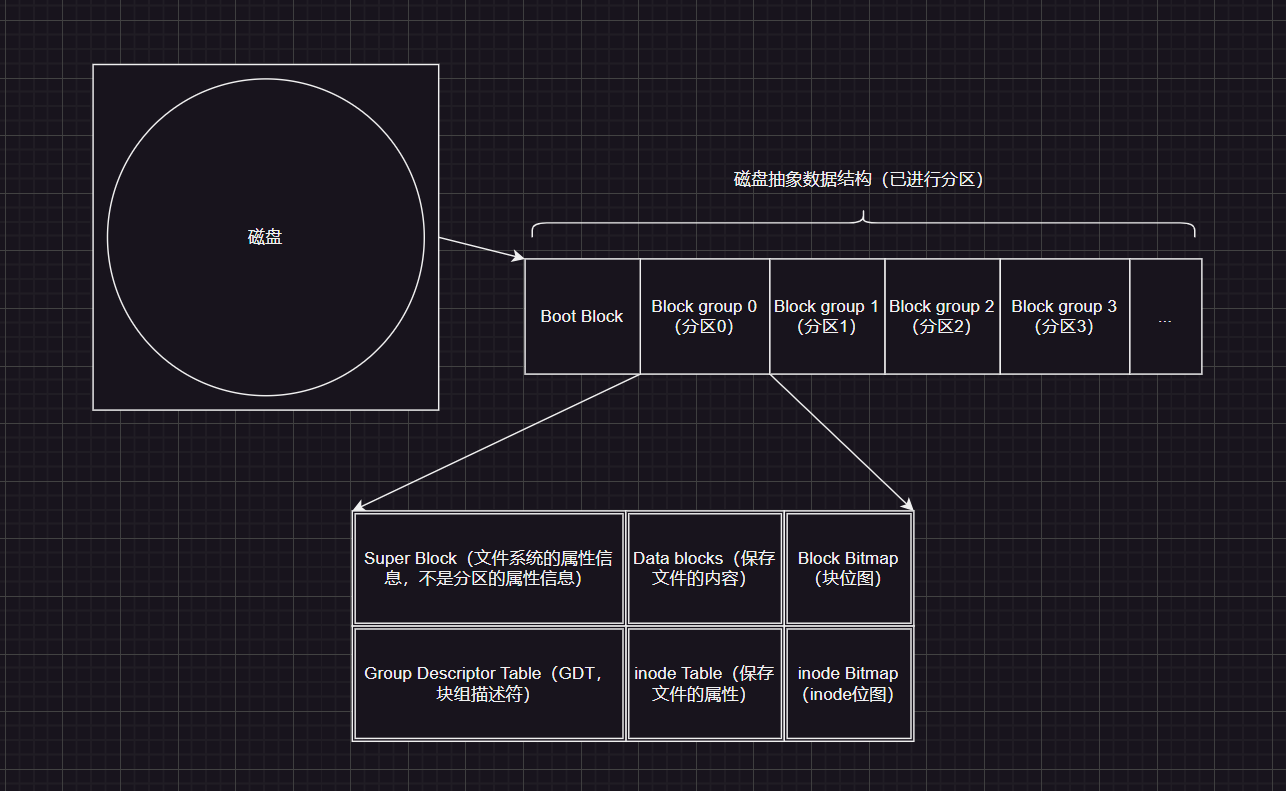 磁盘
磁盘抽象数据结构（已进行分区）
Boot Block
Block group 0
（分区0）
Block group 1
（分区1）
Block group 2
（分区2）
Block group 3
（分区3）
...
Super Block（文件系统的属性信
息，不是分区的属性信息）
Data blocks（保存
文件的内容）
Block Bitmap
（块位图）
Group Descriptor Table（GDT，
块组描述符）
inode Table（保存
文件的属性）
inode Bitmap
（inode位图）